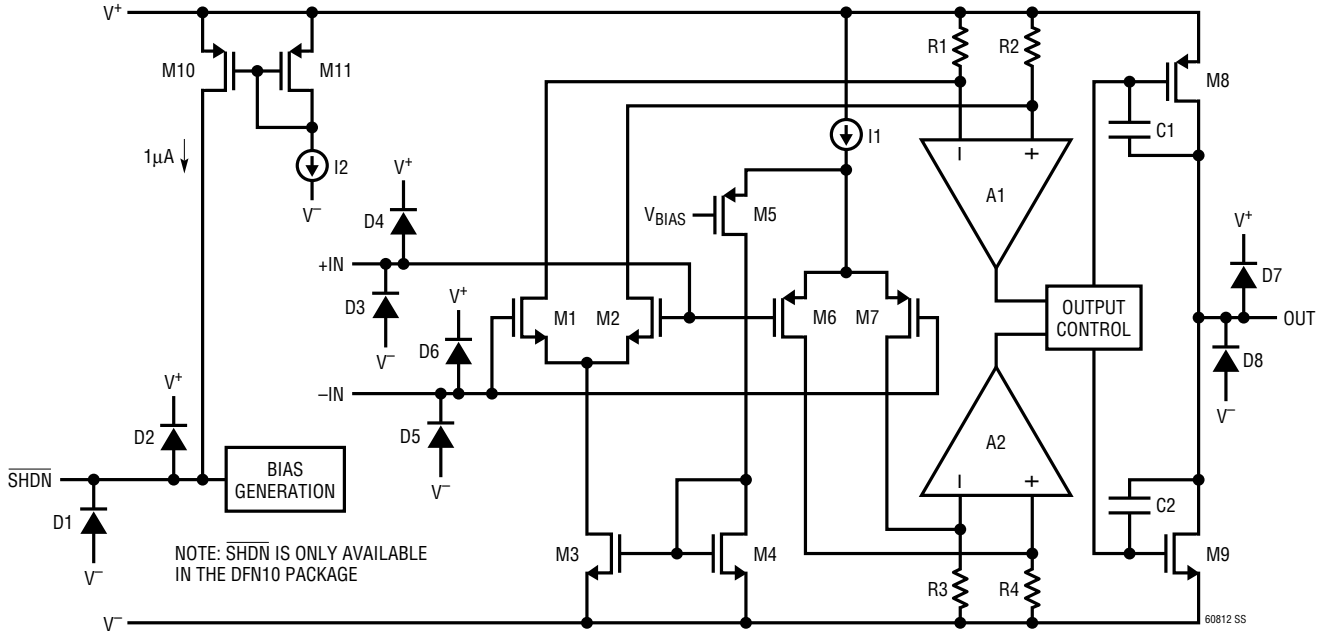 V⁺
R1
R2
M10
M11
M8
1µA
I2
V⁻
I1
C1
V⁺
D4
V_BIAS
M5
A1
+IN
V⁺
D3
V⁻
D6
M1
M2
M6
M7
OUTPUT
CONTROL
V⁺
D7
OUT
D8
V⁻
–IN
V⁺
D2
D5
V⁻
A2
SHDN
BIAS
GENERATION
D1
V⁻
NOTE: SHDN IS ONLY AVAILABLE
IN THE DFN10 PACKAGE
M3
M4
C2
M9
R3
R4
V⁻
60812 SS
– +
– +